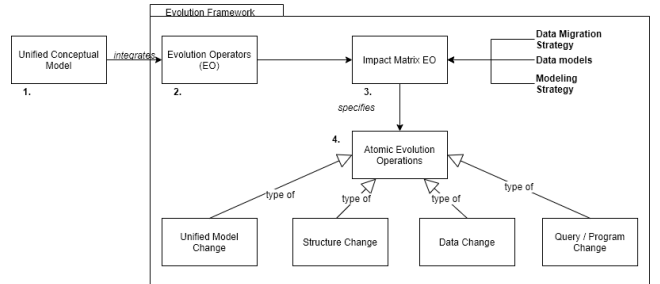 Evolution Framework
Unified Conceptual
Model
integrates
Evolution Operators
(EO)
Impact Matrix EO
Data Migration
Strategy
Data models
Modeling
Strategy
1.
2.
3.
specifies
4.
Atomic Evolution
Operations
type of
type of
type of
type of
Unified Model
Change
Structure Change
Data Change
Query / Program
Change